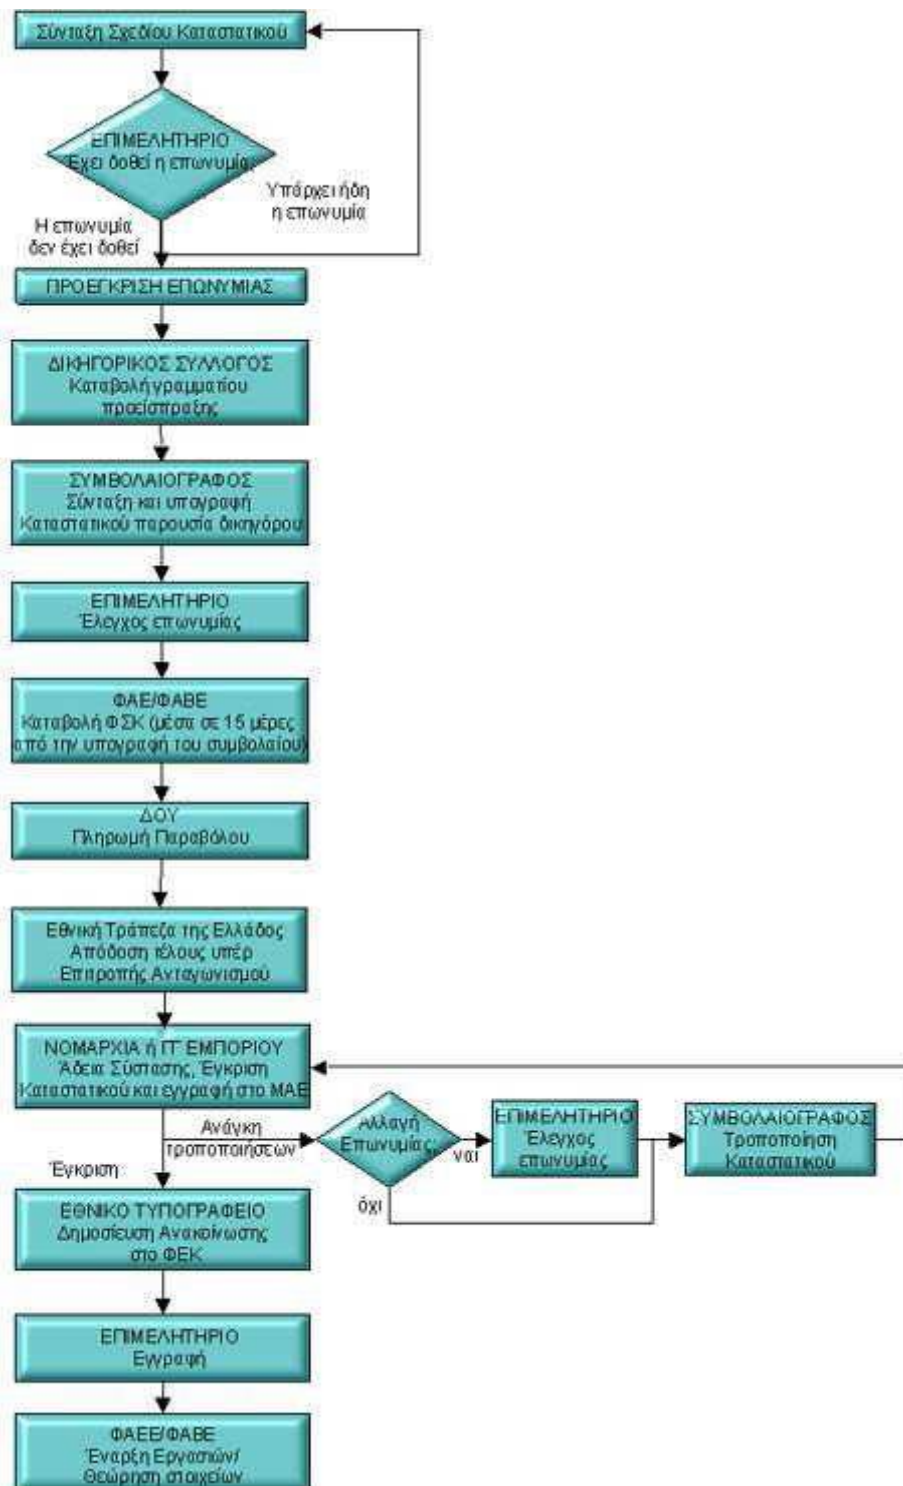 Σύνταξη Σχεδίου Καταστατικού
ΕΠΙΜΕΛΗΤΗΡΙΟ
Έχει δοθεί η επωνυμία;
Υπάρχει ήδη
η επωνυμία
Η επωνυμία
δεν έχει δοθεί
ΠΡΟΕΓΚΡΙΣΗ ΕΠΩΝΥΜΙΑΣ
ΔΙΚΗΓΟΡΙΚΟΣ ΣΥΛΛΟΓΟΣ
Καταβολή γραμματίου
προείσπραξης
ΣΥΜΒΟΛΑΙΟΓΡΑΦΟΣ
Σύνταξη και υπογραφή
Καταστατικού παρουσία δικηγόρου
ΕΠΙΜΕΛΗΤΗΡΙΟ
Έλεγχος επωνυμίας
ΦΑΕ/ΦΑΒΕ
Καταβολή ΦΣΚ (μέσα σε 15 μέρες
από την υπογραφή του συμβολαίου)
ΔΟΥ
Πληρωμή Παραβόλου
Εθνική Τράπεζα της Ελλάδος
Απόδοση τέλους υπέρ
Επιτροπής Ανταγωνισμού
ΝΟΜΑΡΧΙΑ ή ΓΓ ΕΜΠΟΡΙΟΥ
Άδεια Σύστασης, Έγκριση
Καταστατικού και εγγραφή στο ΜΑΕ
Ανάγκη
τροποποιήσεων
Αλλαγή
Επωνυμίας;
ναι
ΕΠΙΜΕΛΗΤΗΡΙΟ
Έλεγχος
επωνυμίας
ΣΥΜΒΟΛΑΙΟΓΡΑΦΟΣ
Τροποποίηση
Καταστατικού
όχι
Έγκριση
ΕΘΝΙΚΟ ΤΥΠΟΓΡΑΦΕΙΟ
Δημοσίευση Ανακοίνωσης
στο ΦΕΚ
ΕΠΙΜΕΛΗΤΗΡΙΟ
Εγγραφή
ΦΑΕΕ/ΦΑΒΕ
Έναρξη Εργασιών/
Θεώρηση στοιχείων